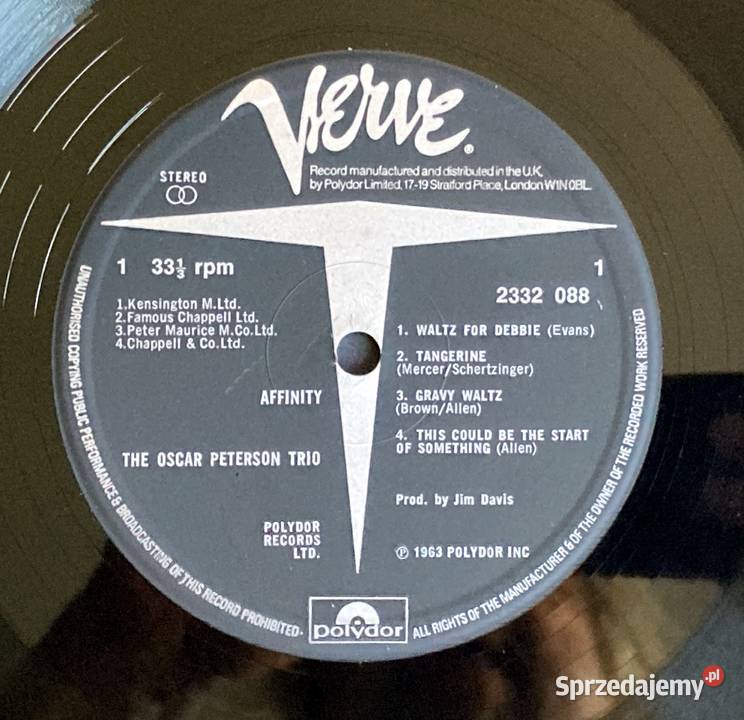 Verve®
Record manufactured and distributed in the U.K.
by Polydor Limited, 17-19 Stratford Place, London W1N 0BL.
STEREO
1 33⅓ rpm
1
2332 088
1.Kensington M.Ltd.
2.Famous Chappell Ltd.
3.Peter Maurice M.Co.Ltd.
4.Chappell & Co.Ltd.
AFFINITY
THE OSCAR PETERSON TRIO
POLYDOR
RECORDS
LTD.
1. WALTZ FOR DEBBIE (Evans)
2. TANGERINE
(Mercer/Schertzinger)
3. GRAVY WALTZ
(Brown/Allen)
4. THIS COULD BE THE START
OF SOMETHING (Allen)
Prod. by Jim Davis
℗ 1963 POLYDOR INC
UNAUTHORISED COPYING PUBLIC PERFORMANCE & BROADCASTING OF THIS RECORD PROHIBITED·
polydor
ALL RIGHTS OF THE MANUFACTURER & OF THE OWNER OF THE RECORDED WORK RESERVED
Sprzedajemy.pl